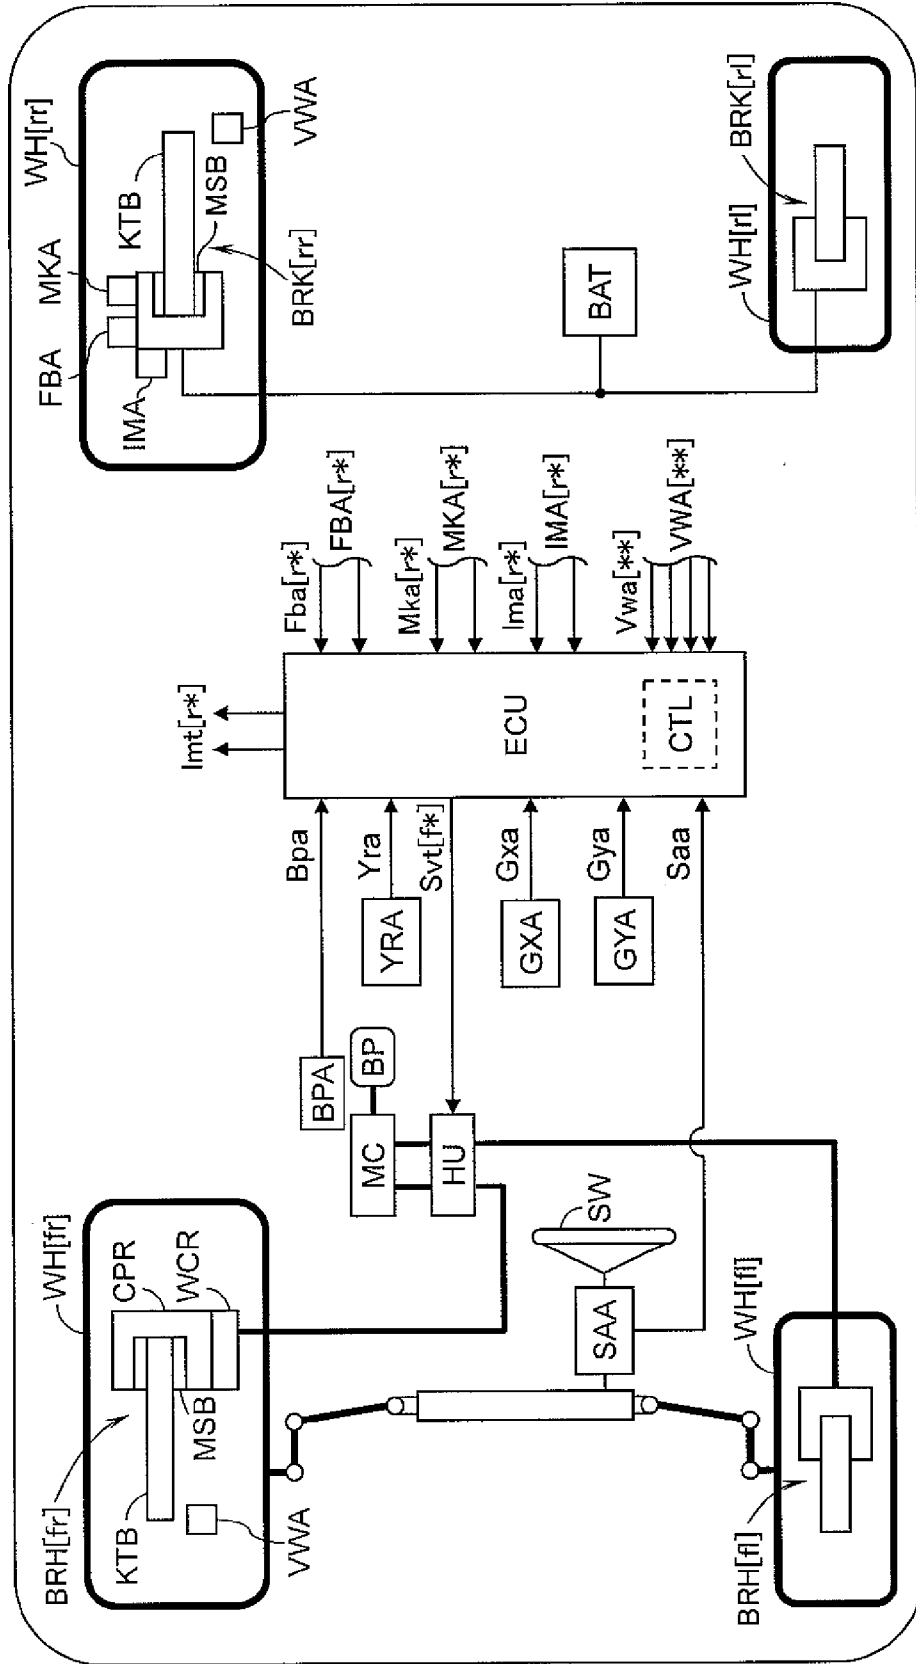 WH[fr]
CPR
WCR
BRH[fr]
KTB
MSB
VWA
BPA
MC
BP
HU
SW
SAA
WH[fl]
BRH[fl]
Bpa
Yra
YRA
Svt[f*]
Gxa
GXA
Gya
GYA
Saa
Imt[r*]
ECU
CTL
Fba[r*]
FBA[r*]
Mka[r*]
MKA[r*]
Ima[r*]
IMA[r*]
Vwa[**]
VWA[**]
WH[rr]
MKA
FBA
IMA
KTB
MSB
VWA
BRK[rr]
BAT
WH[rl]
BRK[rl]